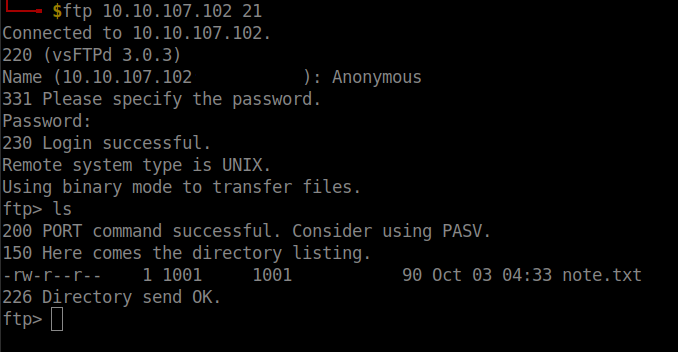 $ftp 10.10.107.102 21
Connected to 10.10.107.102.
220 (vsFTPd 3.0.3)
Name (10.10.107.102           ): Anonymous
331 Please specify the password.
Password:
230 Login successful.
Remote system type is UNIX.
Using binary mode to transfer files.
ftp> ls
200 PORT command successful. Consider using PASV.
150 Here comes the directory listing.
-rw-r--r--    1 1001     1001           90 Oct 03 04:33 note.txt
226 Directory send OK.
ftp>